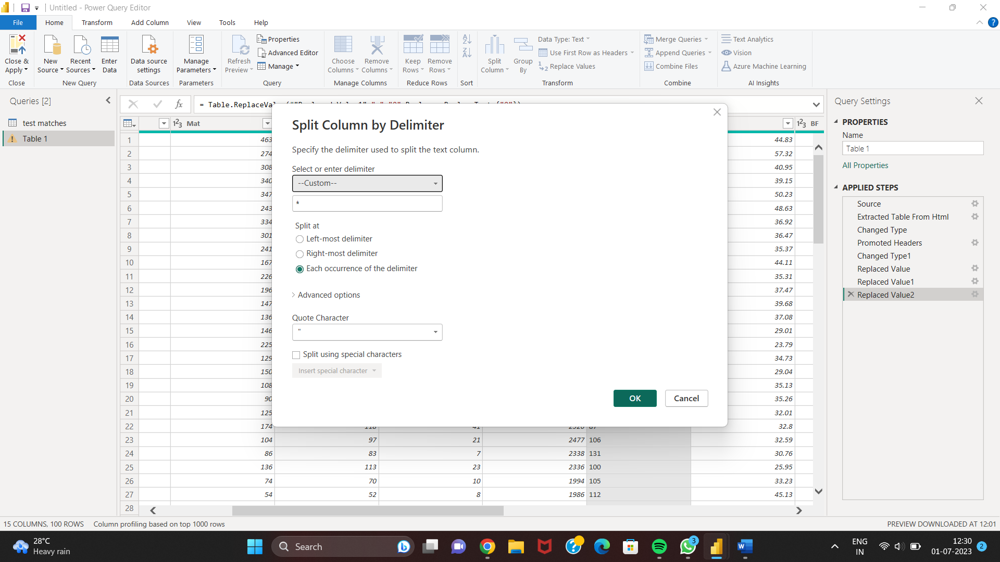 Untitled - Power Query Editor
File Home Transform Add Column View Tools Help
Close & Apply
Close
New Source
Recent Sources
Enter Data
New Query
Data source settings
Data Sources
Manage Parameters
Parameters
Refresh Preview
Properties
Advanced Editor
Manage
Query
Choose Columns
Remove Columns
Manage Columns
Keep Rows
Remove Rows
Reduce Rows
Sort
Split Column
Group By
Data Type: Text
Use First Row as Headers
Replace Values
Transform
Merge Queries
Append Queries
Combine Files
Combine
Text Analytics
Vision
Azure Machine Learning
AI Insights
Queries [2]
test matches
Table 1
fx = Table.ReplaceVal
Mat
BF
1 463 44.83
2 274 57.32
3 308 40.95
4 340 39.15
5 347 50.23
6 243 48.63
7 334 36.92
8 301 36.47
9 241 35.37
10 167 44.11
11 226 35.31
12 196 37.47
13 147 39.68
14 136 37.08
15 146 29.01
16 225 23.79
17 129 34.73
18 150 29.04
19 108 35.13
20 90 35.26
21 125 32.01
22 174 118 41 32.8
23 104 97 21 2477 106 32.59
24 86 83 7 2338 131 30.76
25 136 113 23 2336 100 25.95
26 74 70 10 1994 105 33.23
27 54 52 8 1986 112 45.13
28
Split Column by Delimiter
Specify the delimiter used to split the text column.
Select or enter delimiter
--Custom--
*
Split at
Left-most delimiter
Right-most delimiter
Each occurrence of the delimiter
Advanced options
Quote Character
"
Split using special characters
Insert special character
OK Cancel
Query Settings
PROPERTIES
Name
Table 1
All Properties
APPLIED STEPS
Source
Extracted Table From Html
Changed Type
Promoted Headers
Changed Type1
Replaced Value
Replaced Value1
Replaced Value2
15 COLUMNS, 100 ROWS Column profiling based on top 1000 rows
PREVIEW DOWNLOADED AT 12:01
28°C
Heavy rain
Search
3
ENG
IN
12:30
01-07-2023
2